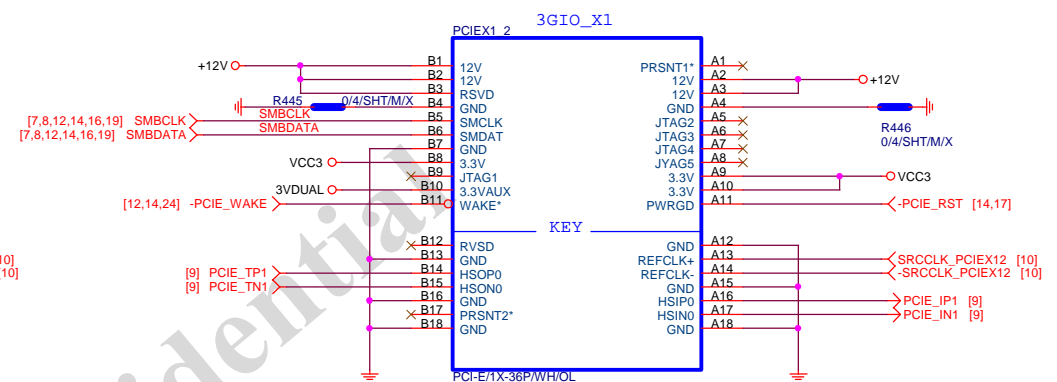 3GIO_X1
PCIEX1_2
+12V B1 12V PRSNT1* A1
B2 12V 12V A2 +12V
B3 RSVD 12V A3
R445 0/4/SHT/M/X B4 GND GND A4
[7,8,12,14,16,19] SMBCLK SMBCLK B5 SMCLK JTAG2 A5
[7,8,12,14,16,19] SMBDATA SMBDATA B6 SMDAT JTAG3 A6 R446
0/4/SHT/M/X
B7 GND JTAG4 A7
VCC3 B8 3.3V JYAG5 A8
B9 JTAG1 3.3V A9 VCC3
3VDUAL B10 3.3VAUX 3.3V A10
[12,14,24] -PCIE_WAKE B11 WAKE* PWRGD A11 -PCIE_RST [14,17]
KEY
B12 RVSD GND A12
10] B13 GND REFCLK+ A13 SRCCLK_PCIEX12 [10]
[10] [9] PCIE_TP1 B14 HSOP0 REFCLK- A14 -SRCCLK_PCIEX12 [10]
[9] PCIE_TN1 B15 HSON0 GND A15
B16 GND HSIP0 A16 PCIE_IP1 [9]
B17 PRSNT2* HSIN0 A17 PCIE_IN1 [9]
B18 GND GND A18
PCI-E/1X-36P/WH/OL
fidential